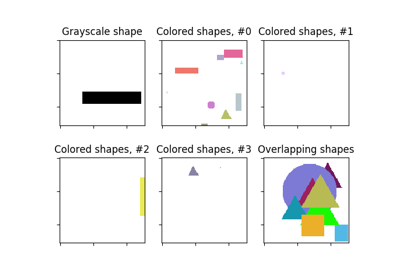 Grayscale shape
Colored shapes, #0
Colored shapes, #1
Colored shapes, #2
Colored shapes, #3
Overlapping shapes